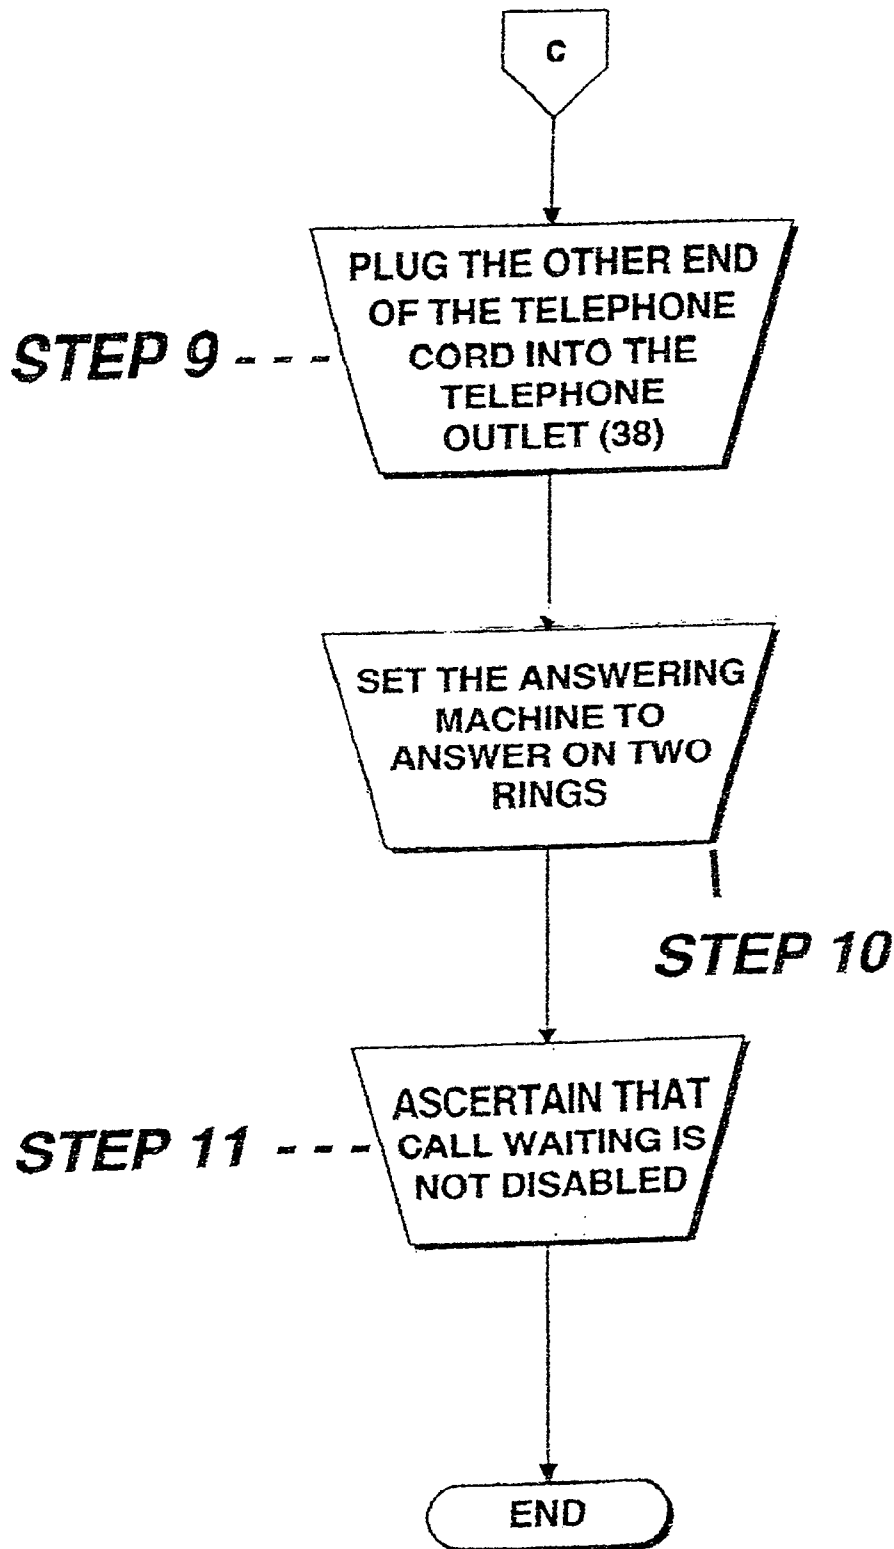 C
PLUG THE OTHER END
OF THE TELEPHONE
CORD INTO THE
TELEPHONE
OUTLET (38)
STEP 9
SET THE ANSWERING
MACHINE TO
ANSWER ON TWO
RINGS
STEP 10
ASCERTAIN THAT
CALL WAITING IS
NOT DISABLED
STEP 11
END